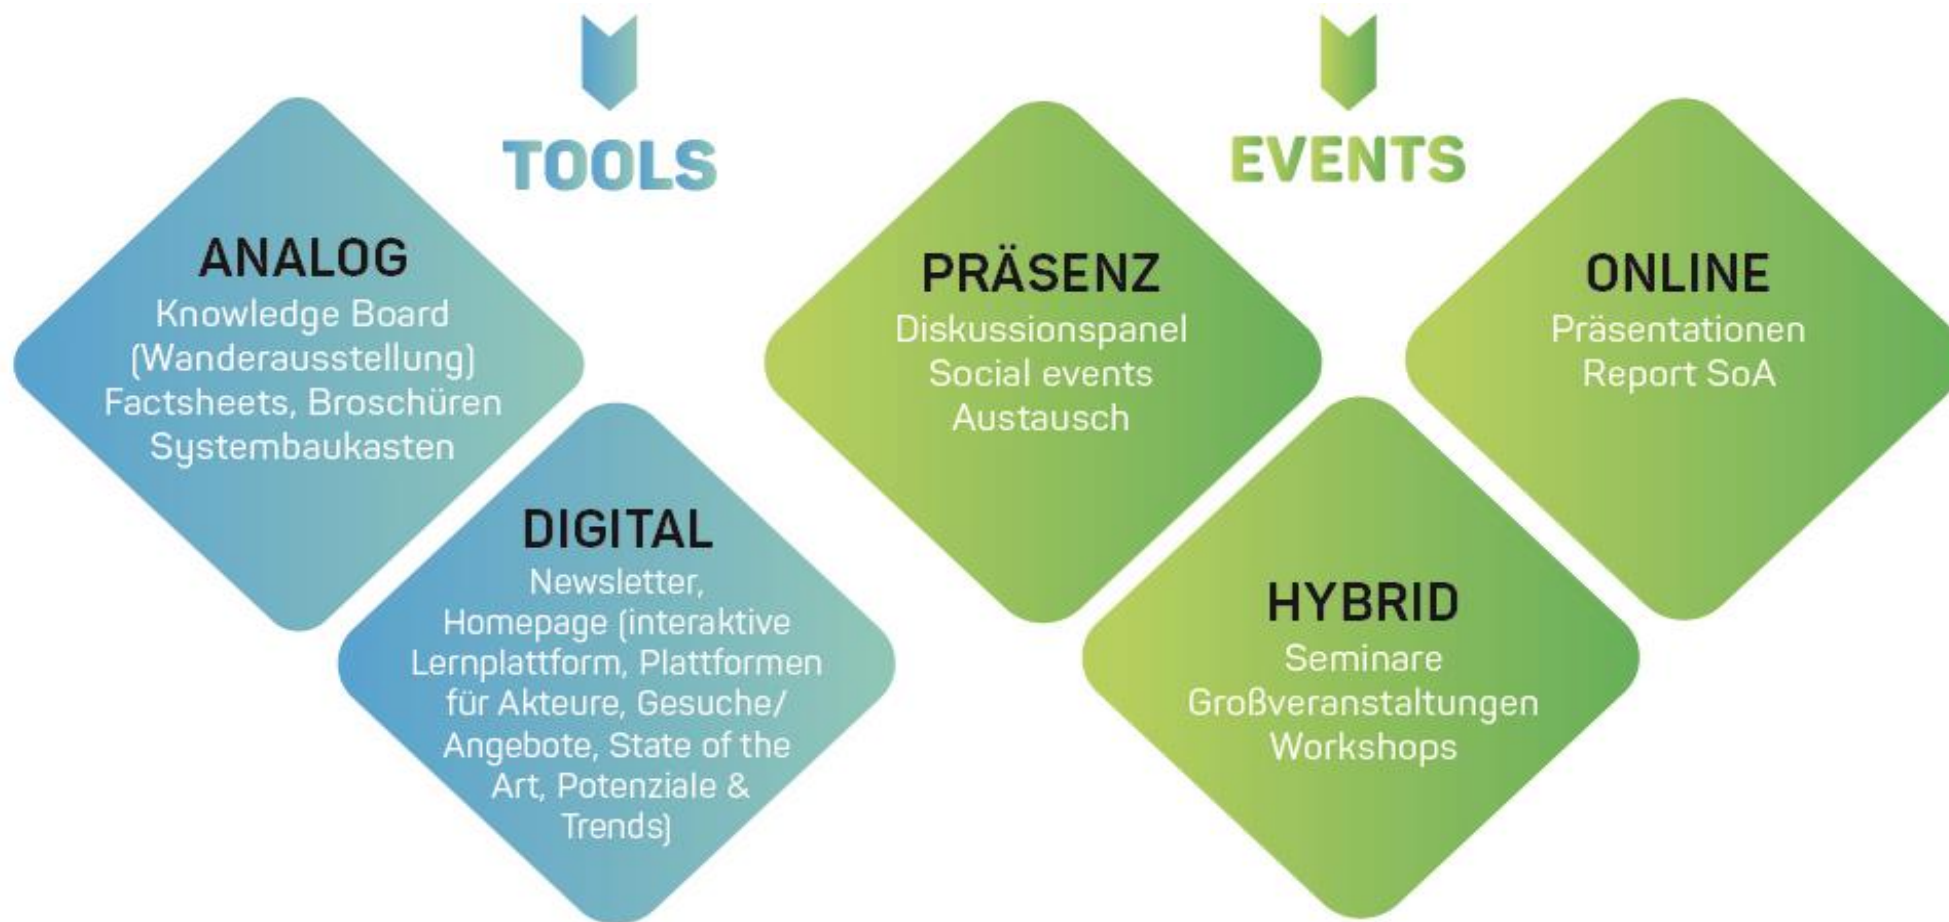 TOOLS
ANALOG
Knowledge Board
(Wanderausstellung)
Factsheets, Broschüren
Systembaukasten
DIGITAL
Newsletter,
Homepage (interaktive
Lernplattform, Plattformen
für Akteure, Gesuche/
Angebote, State of the
Art, Potenziale &
Trends)
EVENTS
PRÄSENZ
Diskussionspanel
Social events
Austausch
HYBRID
Seminare
Großveranstaltungen
Workshops
ONLINE
Präsentationen
Report SoA